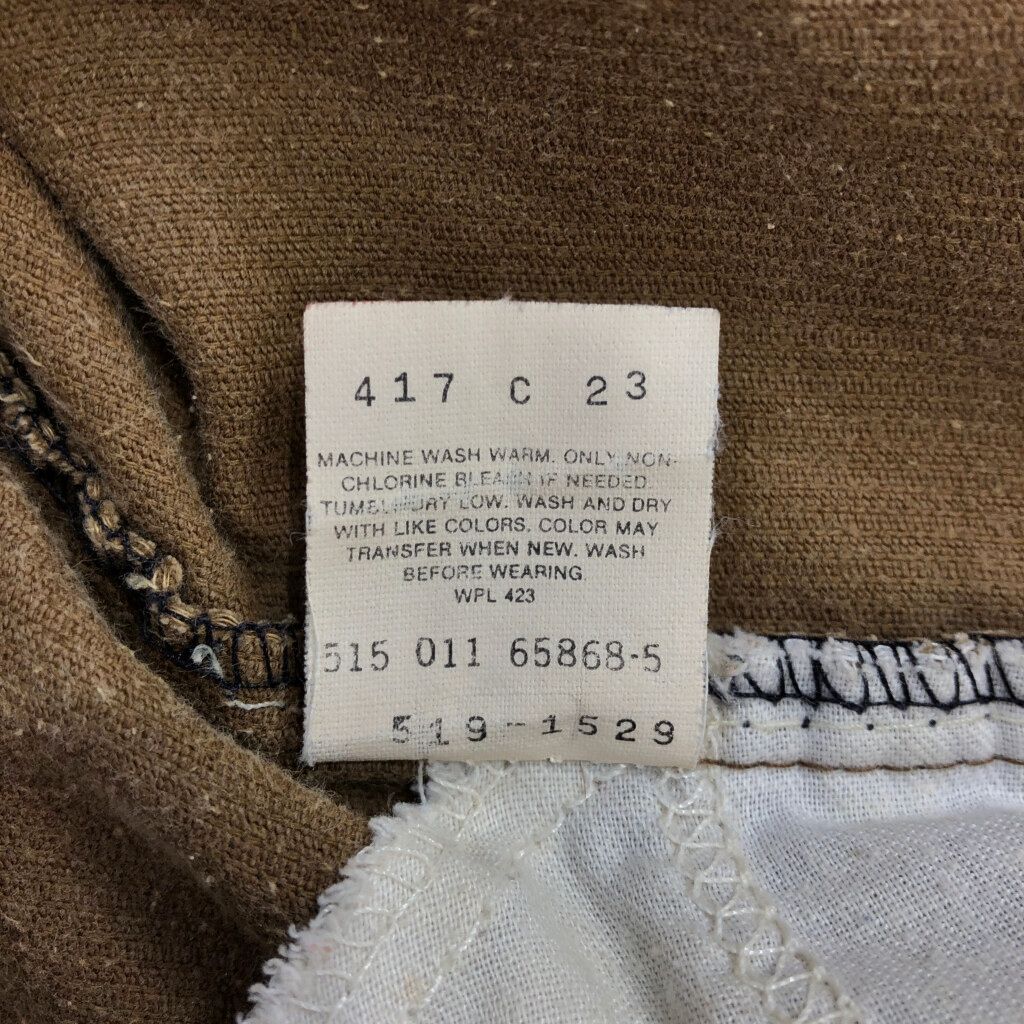 417 C 23
MACHINE WASH WARM. ONLY NON-
CHLORINE BLEACH IF NEEDED.
TUMBLE DRY LOW. WASH AND DRY
WITH LIKE COLORS. COLOR MAY
TRANSFER WHEN NEW. WASH
BEFORE WEARING.
WPL 423
515 011 65868-5
519-1529